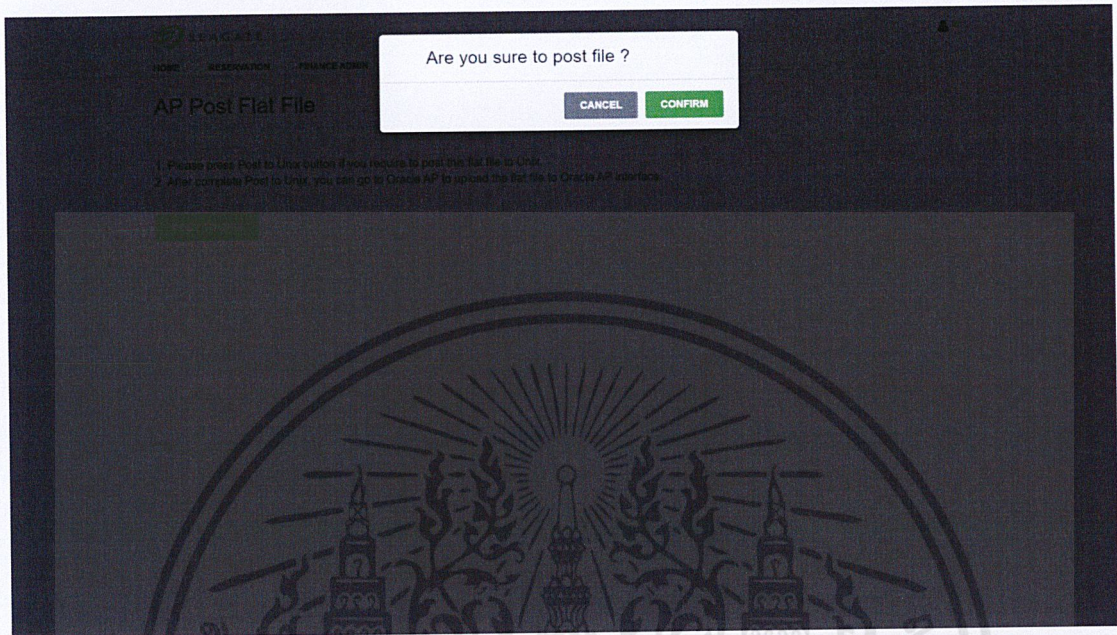 SEAGATE
HOME RESERVATION FINANCE ADMIN
Are you sure to post file ?
CANCEL CONFIRM
AP Post Flat File
1. Please press Post to Unix button if you require to post the flat file to Unix.
2. After complete Post to Unix, you can go to Oracle AP to upload the flat file to Oracle AP interface.